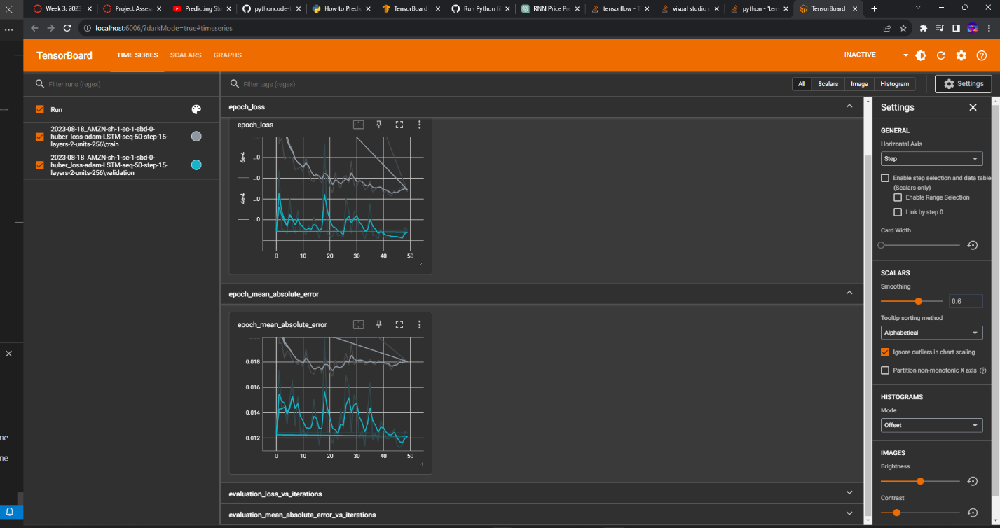 Week 3: 2023
Project Assess
Predicting Sto
pythoncode-t
How to Predic
TensorBoard
Run Python fi
RNN Price Pre
tensorflow - T
visual studio c
python - 'tens
TensorBoard
localhost:6006/?darkMode=true#timeseries
TensorBoard
TIME SERIES
SCALARS
GRAPHS
INACTIVE
Filter runs (regex)
Filter tags (regex)
All
Scalars
Image
Histogram
Settings
Run
2023-08-18_AMZN-sh-1-sc-1-sbd-0-
huber_loss-adam-LSTM-seq-50-step-15-
layers-2-units-256\train
2023-08-18_AMZN-sh-1-sc-1-sbd-0-
huber_loss-adam-LSTM-seq-50-step-15-
layers-2-units-256\validation
epoch_loss
epoch_loss
6e-4
4e-4
...0
...0
...0
...0
0 10 20 30 40 50
epoch_mean_absolute_error
epoch_mean_absolute_error
0.018
0.016
0.014
0.012
0 10 20 30 40 50
evaluation_loss_vs_iterations
evaluation_mean_absolute_error_vs_iterations
Settings
GENERAL
Horizontal Axis
Step
Enable step selection and data table
(Scalars only)
Enable Range Selection
Link by step 0
Card Width
SCALARS
Smoothing
0.6
Tooltip sorting method
Alphabetical
Ignore outliers in chart scaling
Partition non-monotonic X axis
HISTOGRAMS
Mode
Offset
IMAGES
Brightness
Contrast
ne
ne